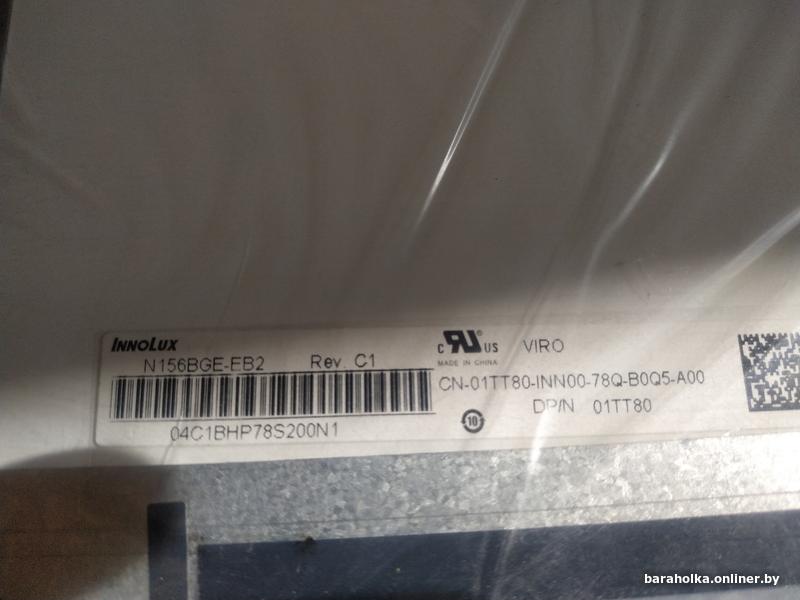 INNOLUX
N156BGE-EB2 Rev. C1
04C1BHP78S200N1
c RU ® US VIRO
MADE IN CHINA
CN-01TT80-INN00-78Q-B0Q5-A00
DP/N 01TT80
10
baraholka.onliner.by